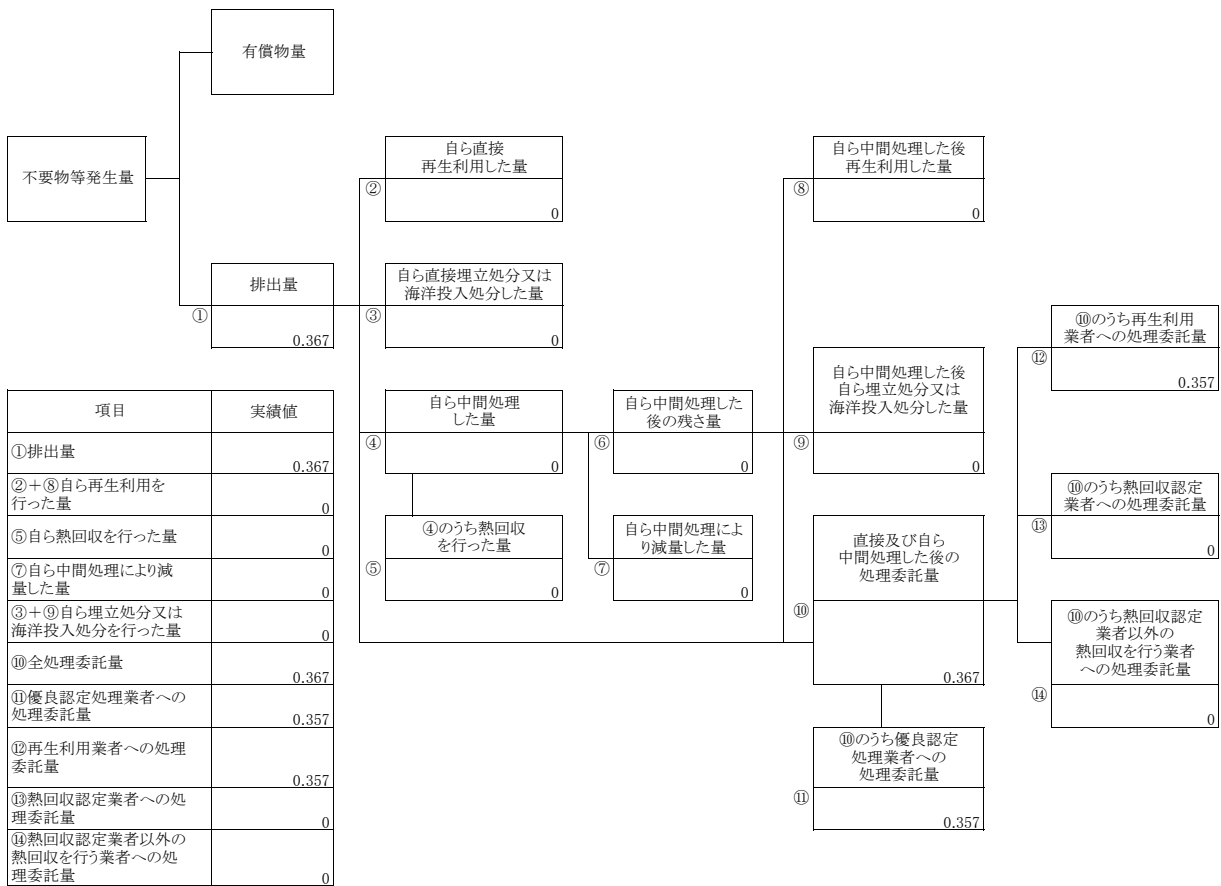 有償物量
不要物等発生量
排出量
①
0.367
自ら直接
再生利用した量
②
0
自ら直接埋立処分又は
海洋投入処分した量
③
0
自ら中間処理
した量
④
0
④のうち熱回収
を行った量
⑤
0
自ら中間処理した
後の残さ量
⑥
0
自ら中間処理によ
り減量した量
⑦
0
自ら中間処理した後
再生利用した量
⑧
0
自ら中間処理した後
自ら埋立処分又は
海洋投入処分した量
⑨
0
直接及び自ら
中間処理した後の
処理委託量
⑩
0.367
⑩のうち優良認定
処理業者への
処理委託量
⑪
0.357
⑩のうち再生利用
業者への処理委託量
⑫
0.357
⑩のうち熱回収認定
業者への処理委託量
⑬
0
⑩のうち熱回収認定
業者以外の
熱回収を行う業者
への処理委託量
⑭
0
項目 実績値
①排出量
0.367
②＋⑧自ら再生利用を
行った量
0
⑤自ら熱回収を行った量
0
⑦自ら中間処理により減
量した量
0
③＋⑨自ら埋立処分又は
海洋投入処分を行った量
0
⑩全処理委託量
0.367
⑪優良認定処理業者への
処理委託量
0.357
⑫再生利用業者への処理
委託量
0.357
⑬熱回収認定業者への処
理委託量
0
⑭熱回収認定業者以外の
熱回収を行う業者への処
理委託量
0